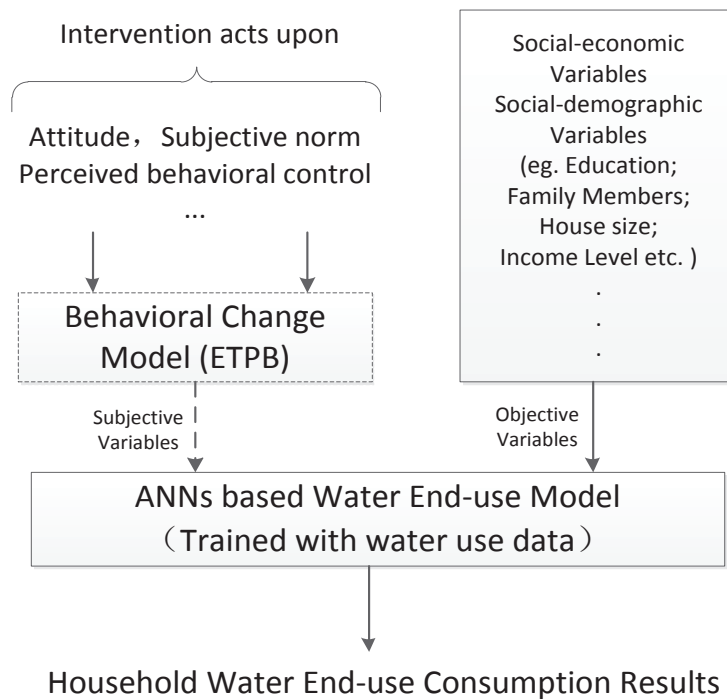 Intervention acts upon
Attitude，Subjective norm
Perceived behavioral control
...
Behavioral Change
Model (ETPB)
Subjective
Variables
Social-economic
Variables
Social-demographic
Variables
(eg. Education;
Family Members;
House size;
Income Level etc. )
.
.
.
Objective
Variables
ANNs based Water End-use Model
（Trained with water use data）
Household Water End-use Consumption Results